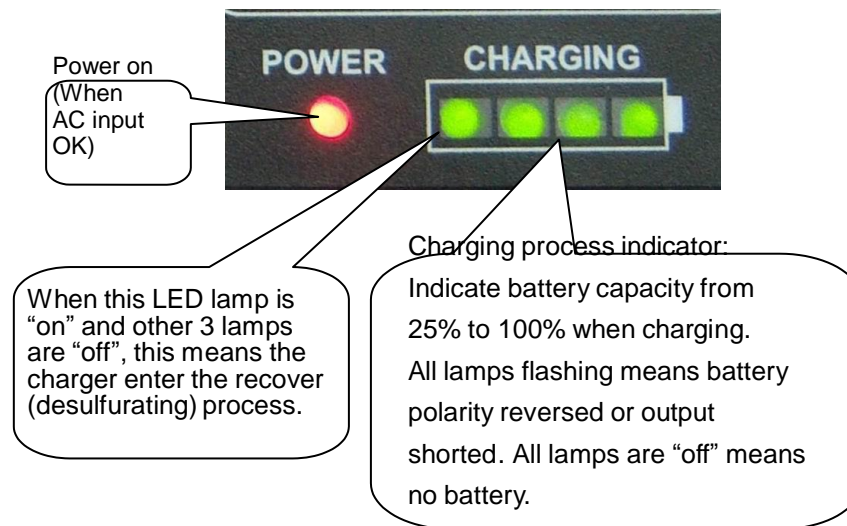 POWER CHARGING
Power on
(When
AC input
OK)
When this LED lamp is
“on” and other 3 lamps
are “off”, this means the
charger enter the recover
(desulfurating) process.
Charging process indicator:
Indicate battery capacity from
25% to 100% when charging.
All lamps flashing means battery
polarity reversed or output
shorted. All lamps are “off” means
no battery.